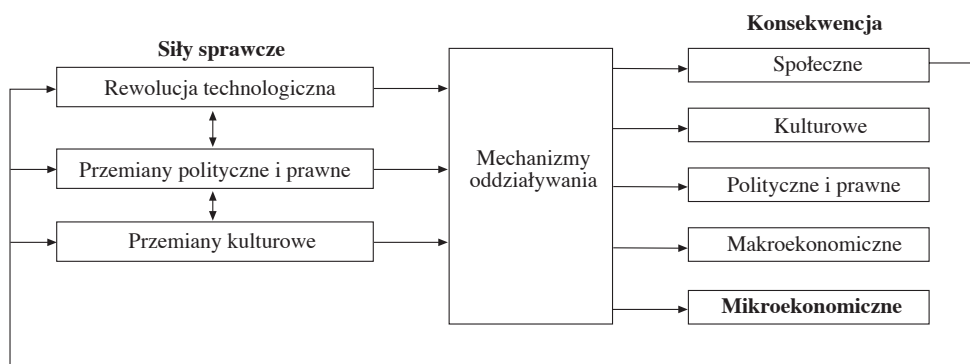 Siły sprawcze
Rewolucja technologiczna
Przemiany polityczne i prawne
Przemiany kulturowe
Mechanizmy
oddziaływania
Konsekwencja
Społeczne
Kulturowe
Polityczne i prawne
Makroekonomiczne
Mikroekonomiczne